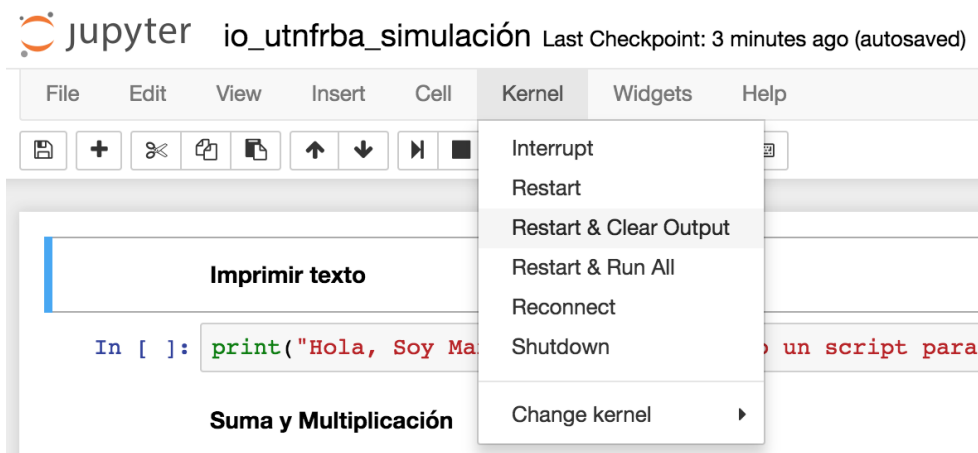 jupyter io_utnfrba_simulación Last Checkpoint: 3 minutes ago (autosaved)
File Edit View Insert Cell Kernel Widgets Help
Interrupt
Restart
Restart & Clear Output
Restart & Run All
Reconnect
Shutdown
Change kernel
Imprimir texto
In [ ]: print("Hola, Soy un script para
Suma y Multiplicación